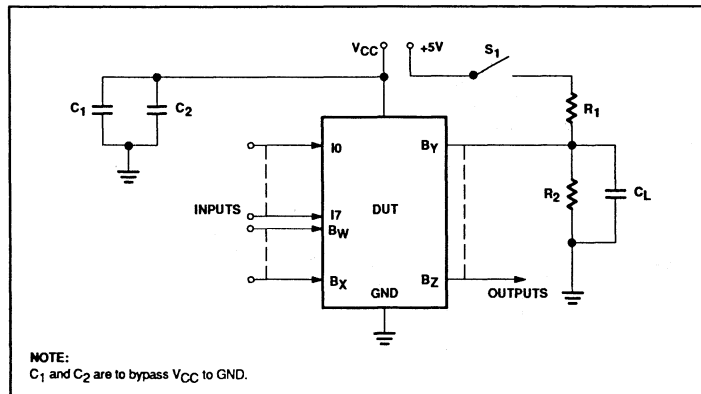 VCC
+5V
S1
C1
C2
R1
I0
BY
R2
CL
INPUTS
I7
DUT
BW
BX
BZ
GND
OUTPUTS
NOTE:
C1 and C2 are to bypass VCC to GND.